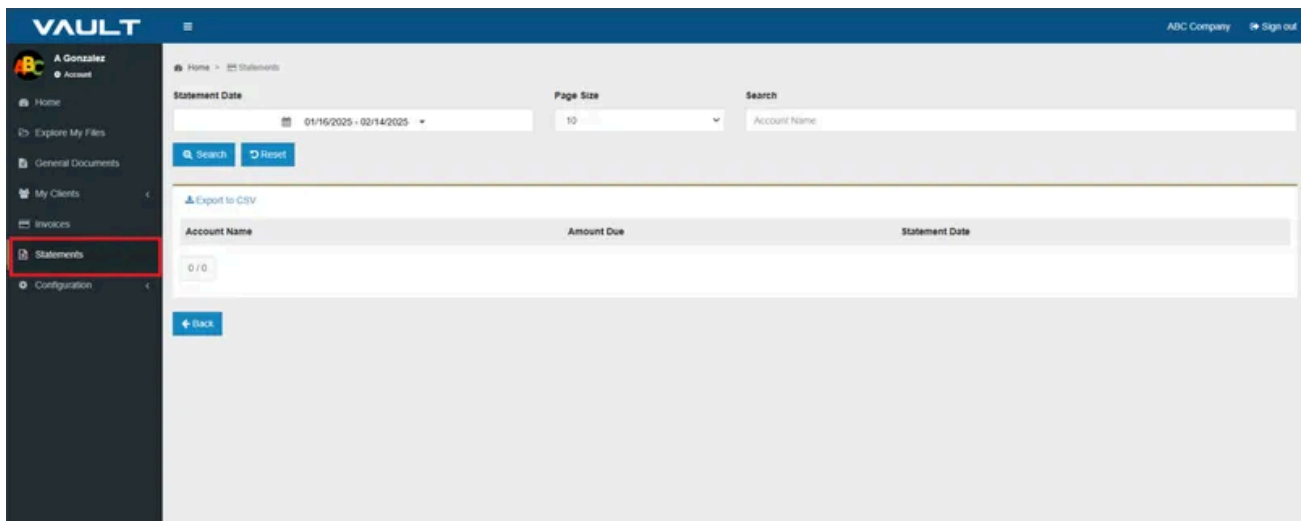 VAULT
ABC Company Sign out
ABC
A Gonzalez
Account
Home
Explore My Files
General Documents
My Clients
Invoices
Statements
Configuration
Home > Statements
Statement Date Page Size Search
01/16/2025 - 02/14/2025 10 Account Name
Search Reset
Export to CSV
Account Name Amount Due Statement Date
0 / 0
Back